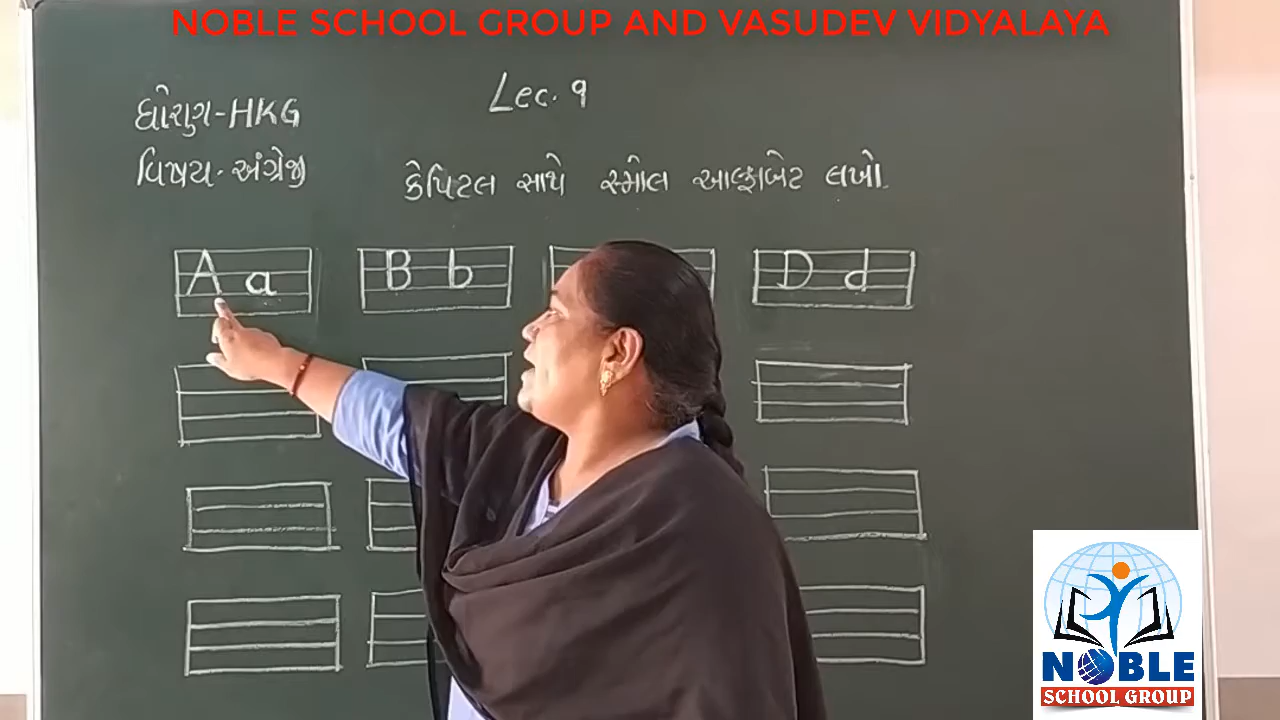 NOBLE SCHOOL GROUP AND VASUDEV VIDYALAYA
Lec. ૧
ધોરણ-HKG
વિષય-અંગ્રેજી
કેપિટલ સાથે સ્મોલ આલ્ફાબેટ લખો.
A a B b D d
NOBLE
SCHOOL GROUP